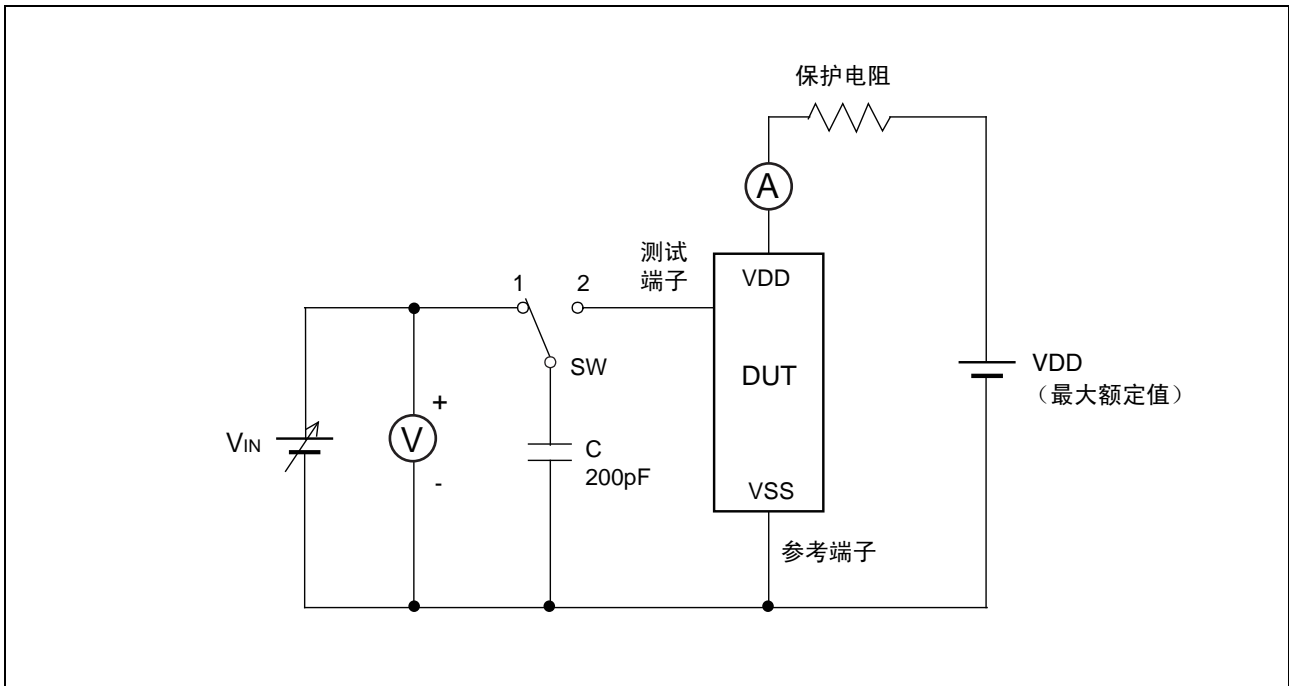 保护电阻
A
测试
端子
VDD
1
2
SW
DUT
VDD
（最大额定值）
+
V
-
VIN
C
200pF
VSS
参考端子